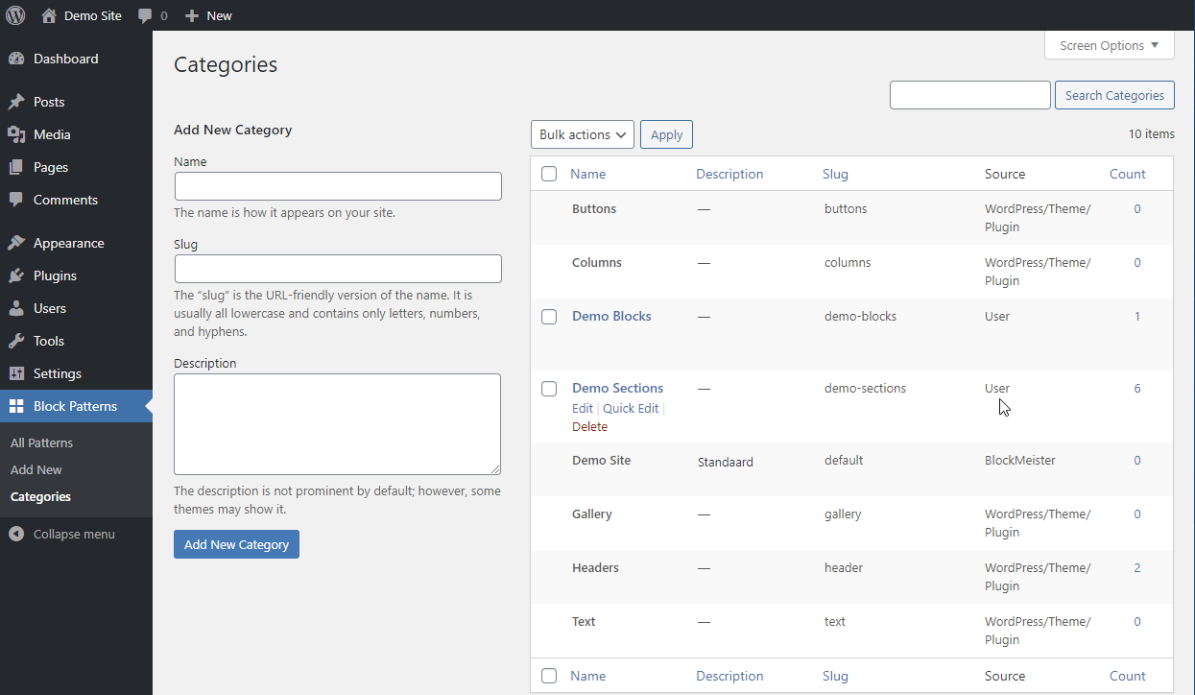 Demo Site 0 New
Screen Options
Dashboard
Posts
Media
Pages
Comments
Appearance
Plugins
Users
Tools
Settings
Block Patterns
All Patterns
Add New
Categories
Collapse menu
Categories
Search Categories
Add New Category
Name
The name is how it appears on your site.
Slug
The “slug” is the URL-friendly version of the name. It is
usually all lowercase and contains only letters, numbers,
and hyphens.
Description
The description is not prominent by default; however, some
themes may show it.
Add New Category
Bulk actions Apply 10 items
Name Description Slug Source Count
Buttons — buttons WordPress/Theme/ 0
Plugin
Columns — columns WordPress/Theme/ 0
Plugin
Demo Blocks — demo-blocks User 1
Demo Sections — demo-sections User 6
Edit | Quick Edit |
Delete
Demo Site Standaard default BlockMeister 0
Gallery — gallery WordPress/Theme/ 0
Plugin
Headers — header WordPress/Theme/ 2
Plugin
Text — text WordPress/Theme/ 0
Plugin
Name Description Slug Source Count